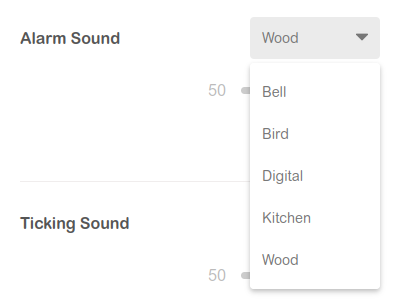 Alarm Sound
Wood
50
Bell
Bird
Digital
Kitchen
Wood
Ticking Sound
50